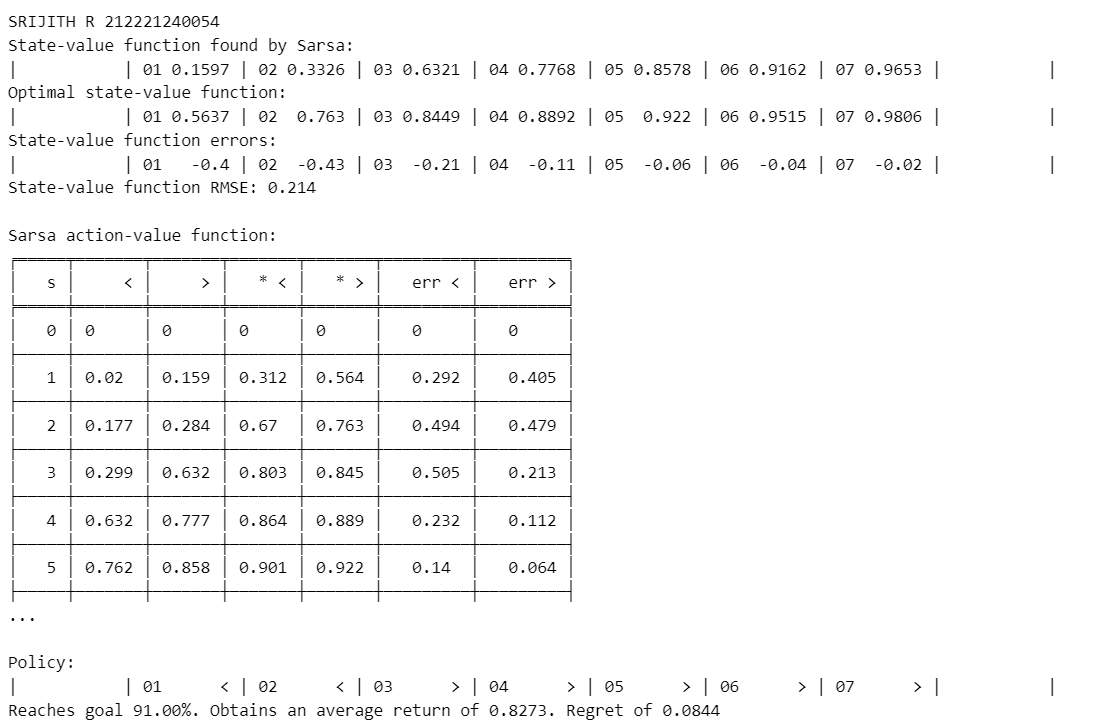 SRIJITH R 212221240054
State-value function found by Sarsa:
|           | 01 0.1597 | 02 0.3326 | 03 0.6321 | 04 0.7768 | 05 0.8578 | 06 0.9162 | 07 0.9653 |           |
Optimal state-value function:
|           | 01 0.5637 | 02  0.763 | 03 0.8449 | 04 0.8892 | 05  0.922 | 06 0.9515 | 07 0.9806 |           |
State-value function errors:
|           | 01   -0.4 | 02  -0.43 | 03  -0.21 | 04  -0.11 | 05  -0.06 | 06  -0.04 | 07  -0.02 |           |
State-value function RMSE: 0.214
Sarsa action-value function:
| s | < | > | * < | * > | err < | err > |
| 0 | 0 | 0 | 0 | 0 | 0 | 0 |
| 1 | 0.02 | 0.159 | 0.312 | 0.564 | 0.292 | 0.405 |
| 2 | 0.177 | 0.284 | 0.67 | 0.763 | 0.494 | 0.479 |
| 3 | 0.299 | 0.632 | 0.803 | 0.845 | 0.505 | 0.213 |
| 4 | 0.632 | 0.777 | 0.864 | 0.889 | 0.232 | 0.112 |
| 5 | 0.762 | 0.858 | 0.901 | 0.922 | 0.14 | 0.064 |
...
Policy:
|           | 01      < | 02      < | 03      > | 04      > | 05      > | 06      > | 07      > |           |
Reaches goal 91.00%. Obtains an average return of 0.8273. Regret of 0.0844